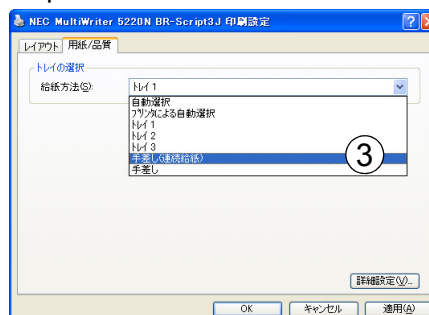 NEC MultiWriter 5220N BR-Script3J 印刷設定
レイアウト 用紙/品質
トレイの選択
給紙方法(S): トレイ 1
自動選択
プリンタによる自動選択
トレイ 1
トレイ 2
トレイ 3
手差し(連続給紙)
手差し
3
詳細設定(V)...
OK キャンセル 適用(A)